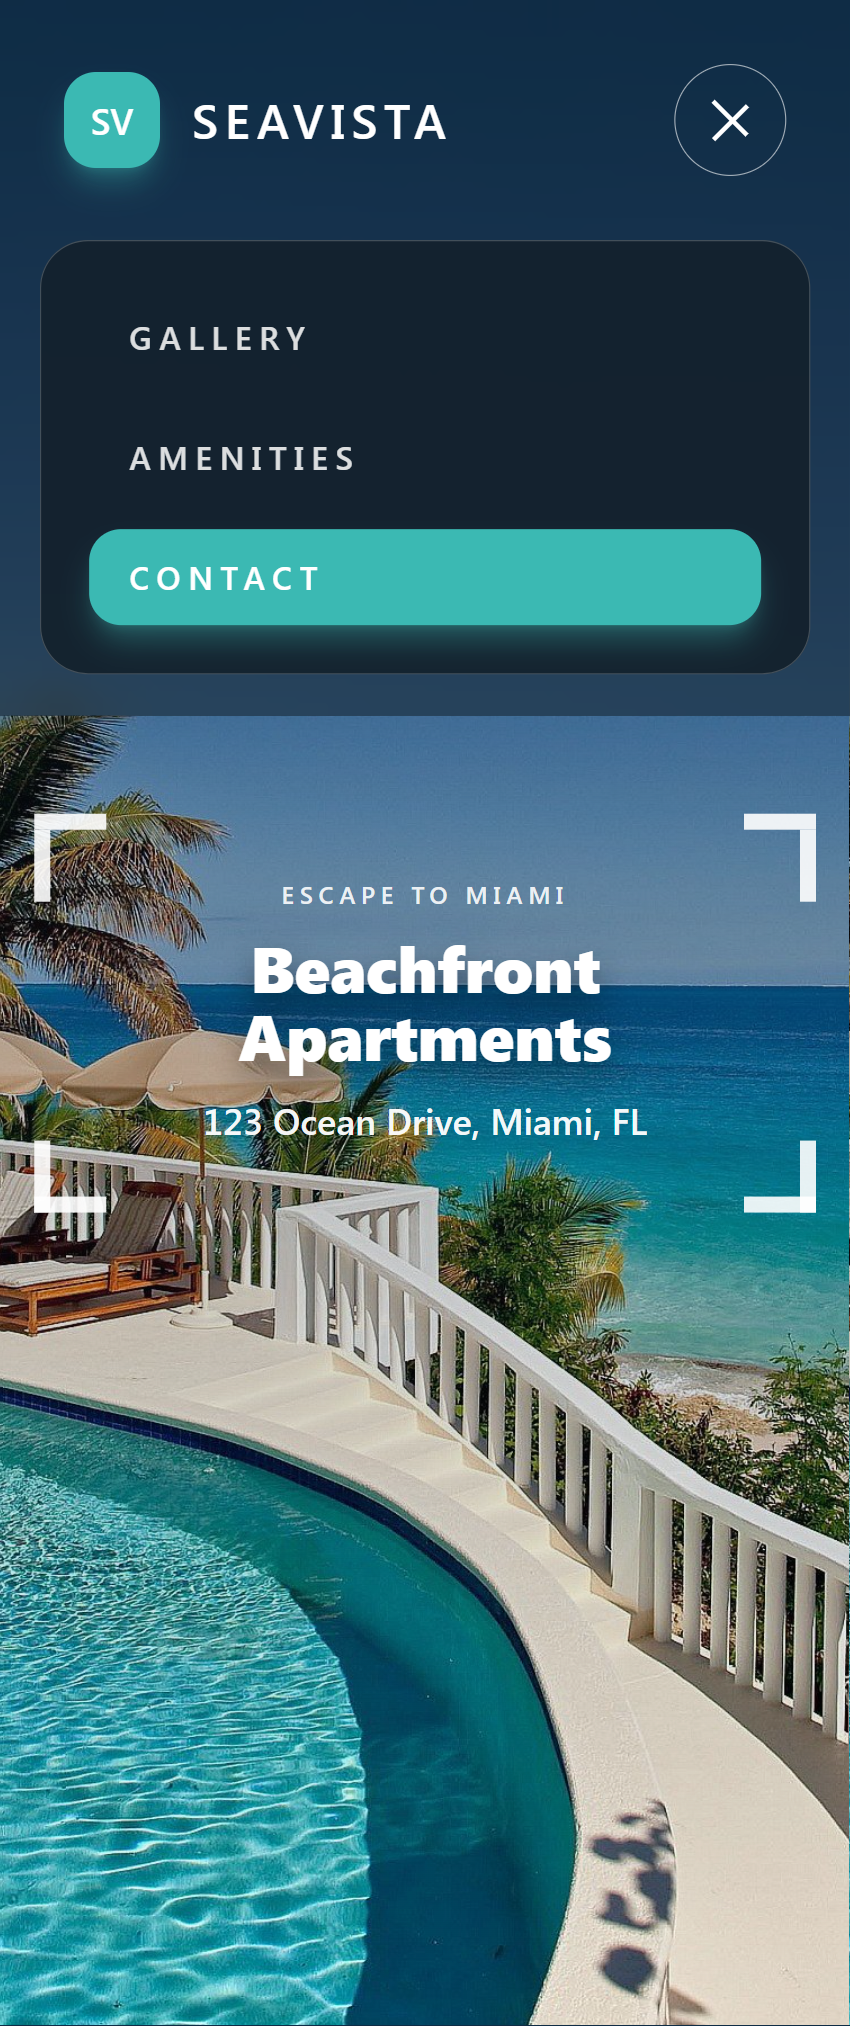 SV SEAVISTA
GALLERY
AMENITIES
CONTACT
ESCAPE TO MIAMI
Beachfront
Apartments
123 Ocean Drive, Miami, FL